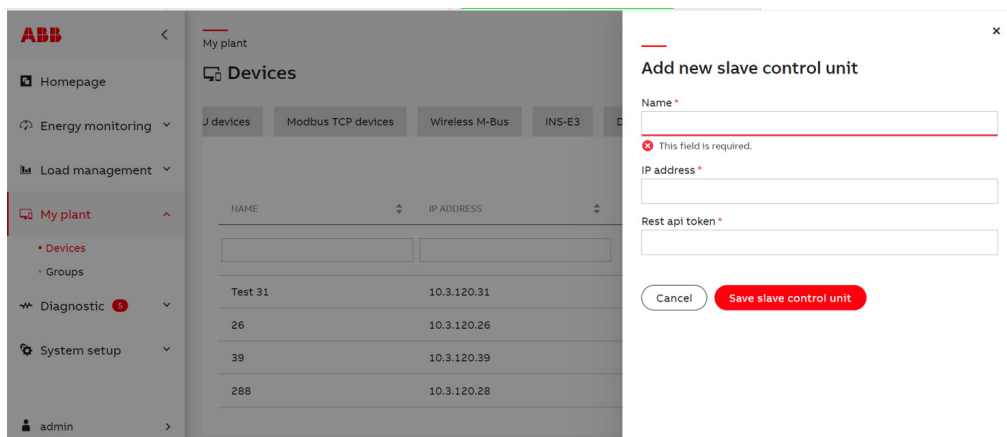 ABB
Homepage
Energy monitoring
Load management
My plant
Devices
Groups
Diagnostic 5
System setup
admin
My plant
Devices
U devices Modbus TCP devices Wireless M-Bus INS-E3 D
NAME IP ADDRESS
Test 31 10.3.120.31
26 10.3.120.26
39 10.3.120.39
288 10.3.120.28
Add new slave control unit
Name *
This field is required.
IP address *
Rest api token *
Cancel Save slave control unit